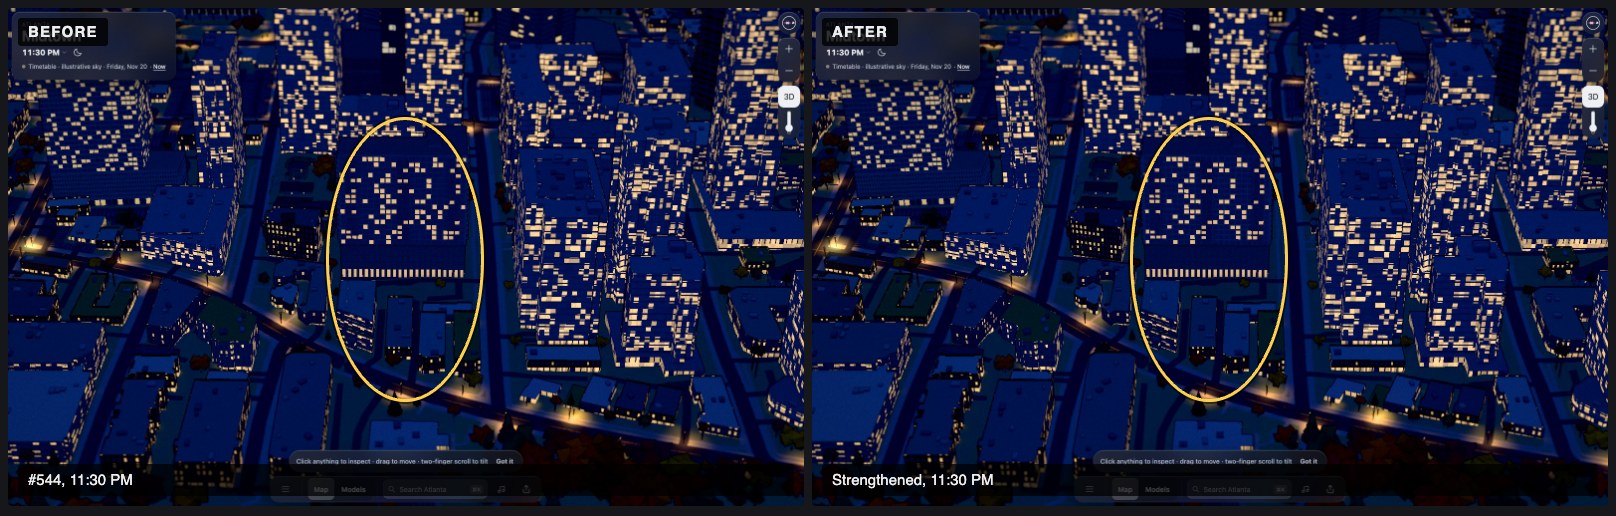 BEFORE
11:30 PM
Timetable · illustrative sky · Friday, Nov 20 · Now
3D
Click anything to inspect · drag to move · two-finger scroll to tilt Got it
#544, 11:30 PM
Map Models Search Atlanta
AFTER
11:30 PM
Timetable · illustrative sky · Friday, Nov 20 · Now
3D
Click anything to inspect · drag to move · two-finger scroll to tilt Got it
Strengthened, 11:30 PM
Map Models Search Atlanta